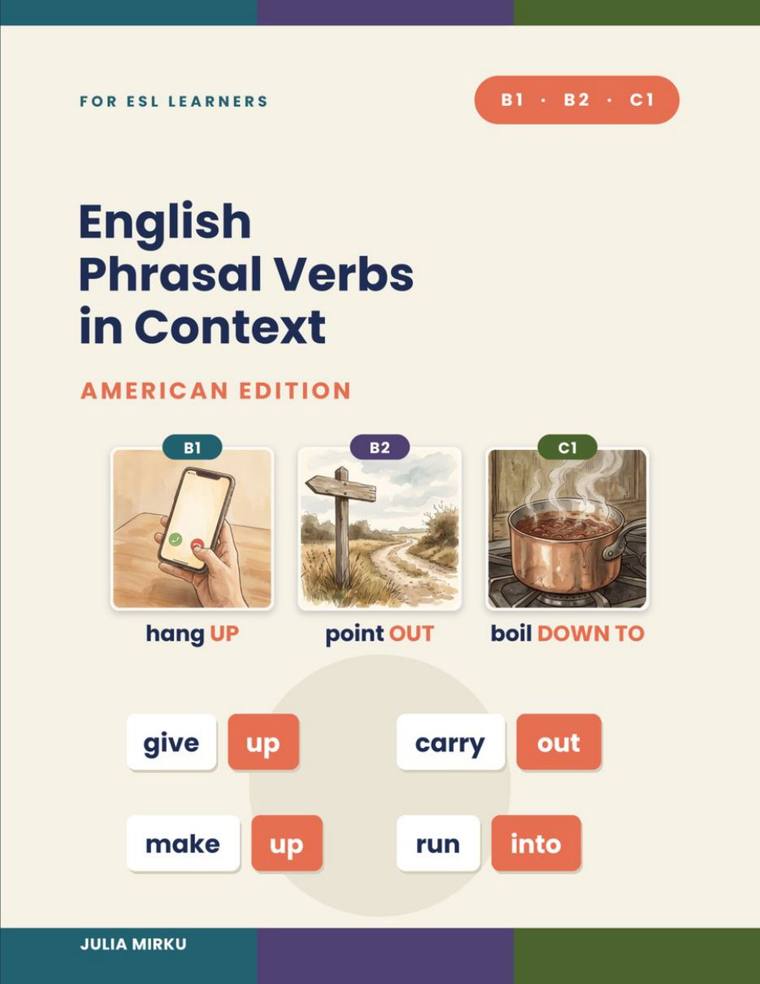 FOR ESL LEARNERS
B1 · B2 · C1
English
Phrasal Verbs
in Context
AMERICAN EDITION
B1
B2
C1
hang UP
point OUT
boil DOWN TO
give up
carry out
make up
run into
JULIA MIRKU